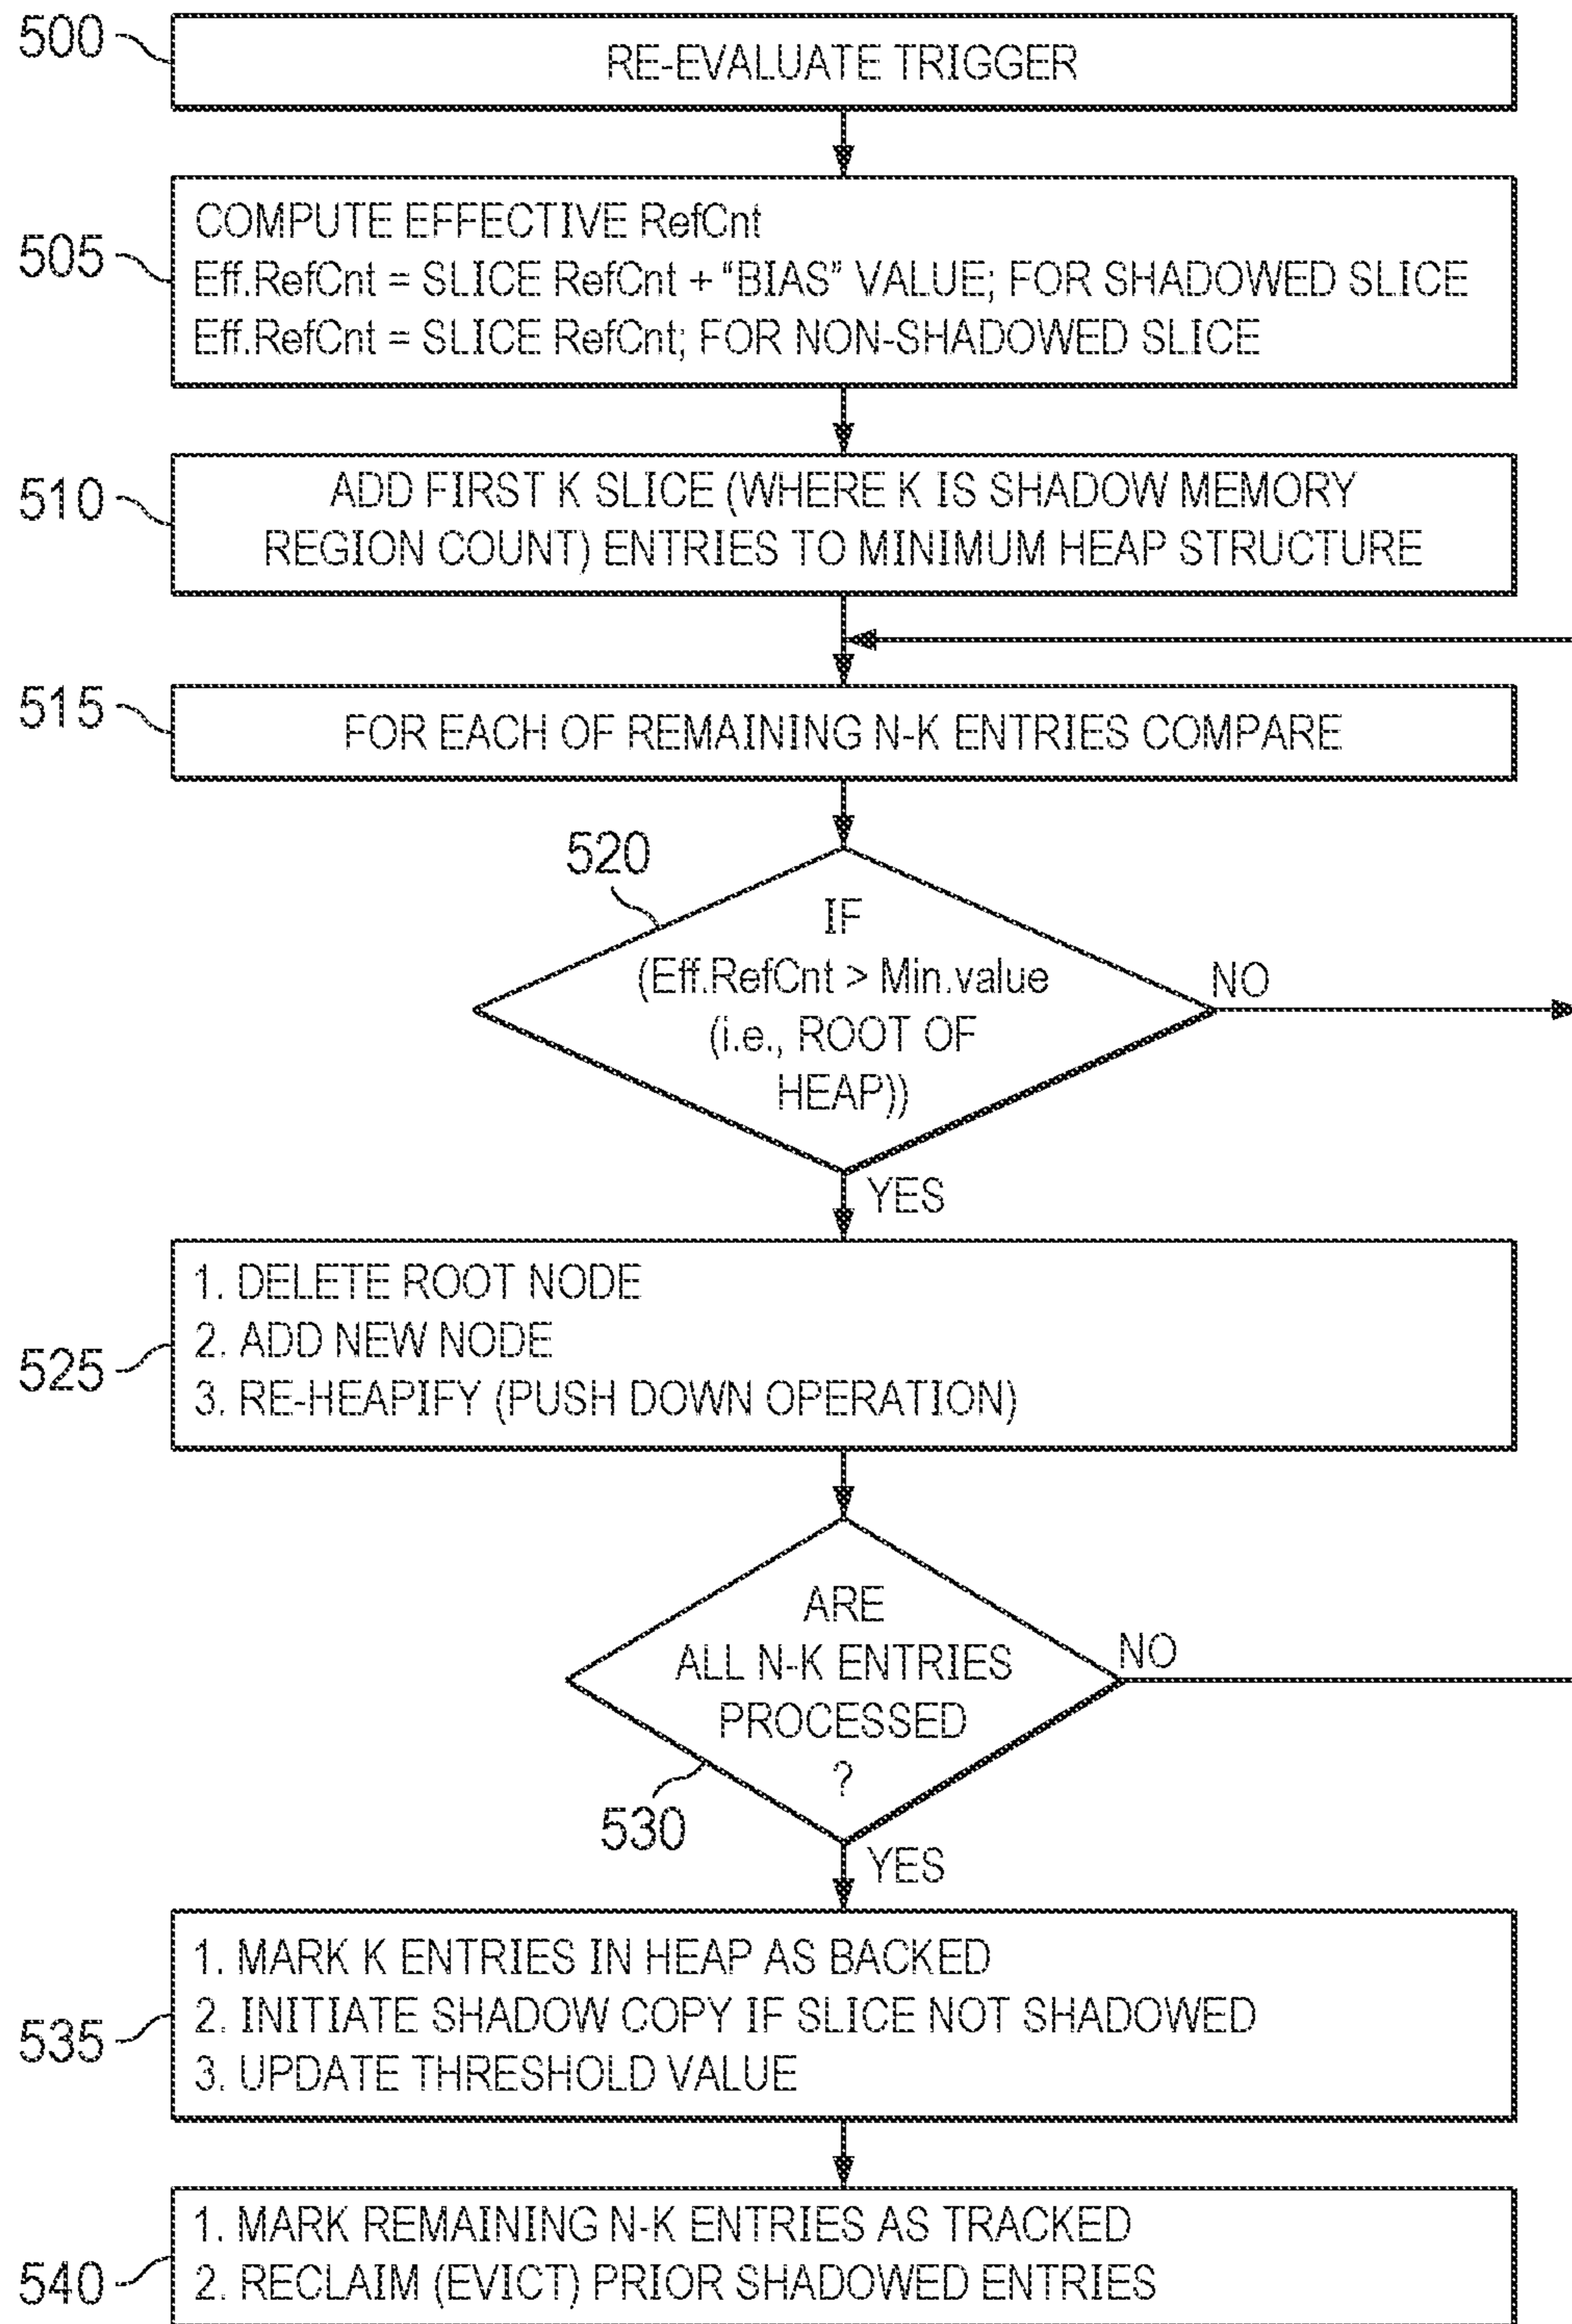 500
RE-EVALUATE TRIGGER
505
COMPUTE EFFECTIVE RefCnt
Eff.RefCnt = SLICE RefCnt + "BIAS" VALUE; FOR SHADOWED SLICE
Eff.RefCnt = SLICE RefCnt; FOR NON-SHADOWED SLICE
510
ADD FIRST K SLICE (WHERE K IS SHADOW MEMORY
REGION COUNT) ENTRIES TO MINIMUM HEAP STRUCTURE
515
FOR EACH OF REMAINING N-K ENTRIES COMPARE
520
IF
(Eff.RefCnt > Min.value
(i.e., ROOT OF
HEAP))
NO
YES
525
1. DELETE ROOT NODE
2. ADD NEW NODE
3. RE-HEAPIFY (PUSH DOWN OPERATION)
530
ARE
ALL N-K ENTRIES
PROCESSED
?
NO
YES
535
1. MARK K ENTRIES IN HEAP AS BACKED
2. INITIATE SHADOW COPY IF SLICE NOT SHADOWED
3. UPDATE THRESHOLD VALUE
540
1. MARK REMAINING N-K ENTRIES AS TRACKED
2. RECLAIM (EVICT) PRIOR SHADOWED ENTRIES